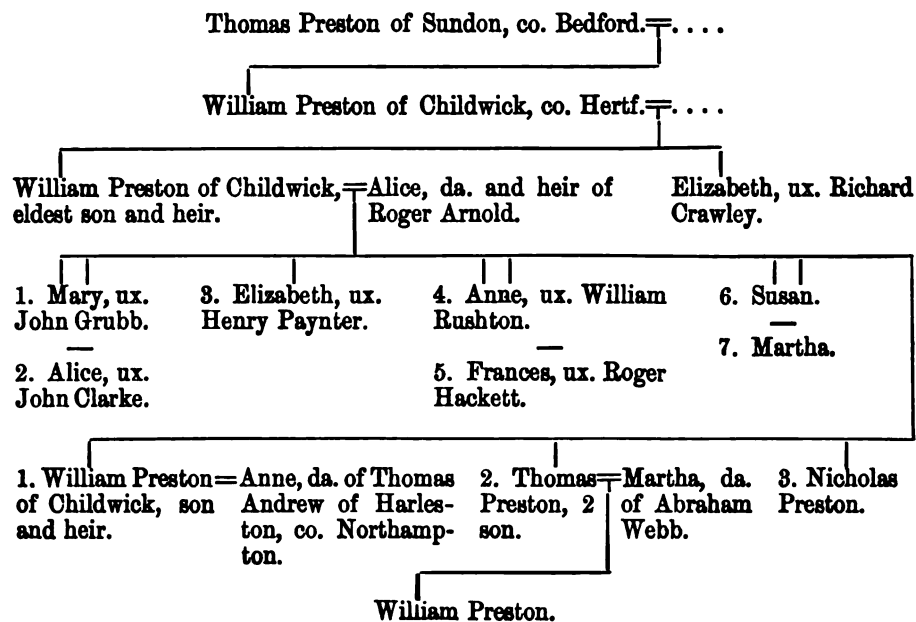 Thomas Preston of Sundon, co. Bedford.=....
William Preston of Childwick, co. Hertf.=....
William Preston of Childwick,
eldest son and heir.
=Alice, da. and heir of
Roger Arnold.
Elizabeth, ux. Richard
Crawley.
1. Mary, ux.
John Grubb.
2. Alice, ux.
John Clarke.
3. Elizabeth, ux.
Henry Paynter.
4. Anne, ux. William
Rushton.
5. Frances, ux. Roger
Hackett.
6. Susan.
7. Martha.
1. William Preston
of Childwick, son
and heir.
=Anne, da. of Thomas
Andrew of Harles-
ton, co. Northamp-
ton.
2. Thomas
Preston, 2
son.
=Martha, da.
of Abraham
Webb.
3. Nicholas
Preston.
William Preston.